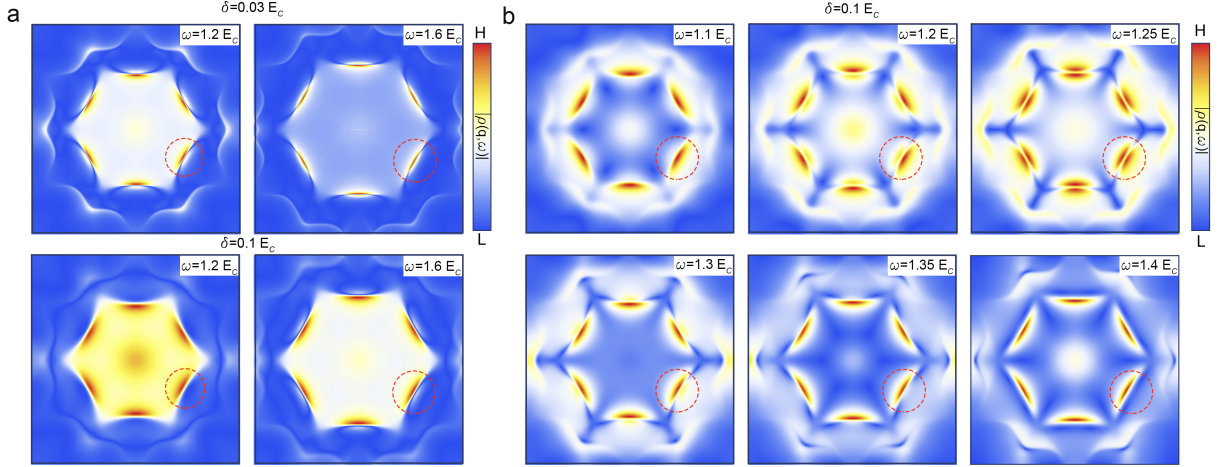 a
δ=0.03 E_c
ω=1.2 E_c
ω=1.6 E_c
H
|ρ(q,ω)|
L
δ=0.1 E_c
ω=1.2 E_c
ω=1.6 E_c
b
δ=0.1 E_c
ω=1.1 E_c
ω=1.2 E_c
ω=1.25 E_c
H
|ρ(q,ω)|
L
ω=1.3 E_c
ω=1.35 E_c
ω=1.4 E_c